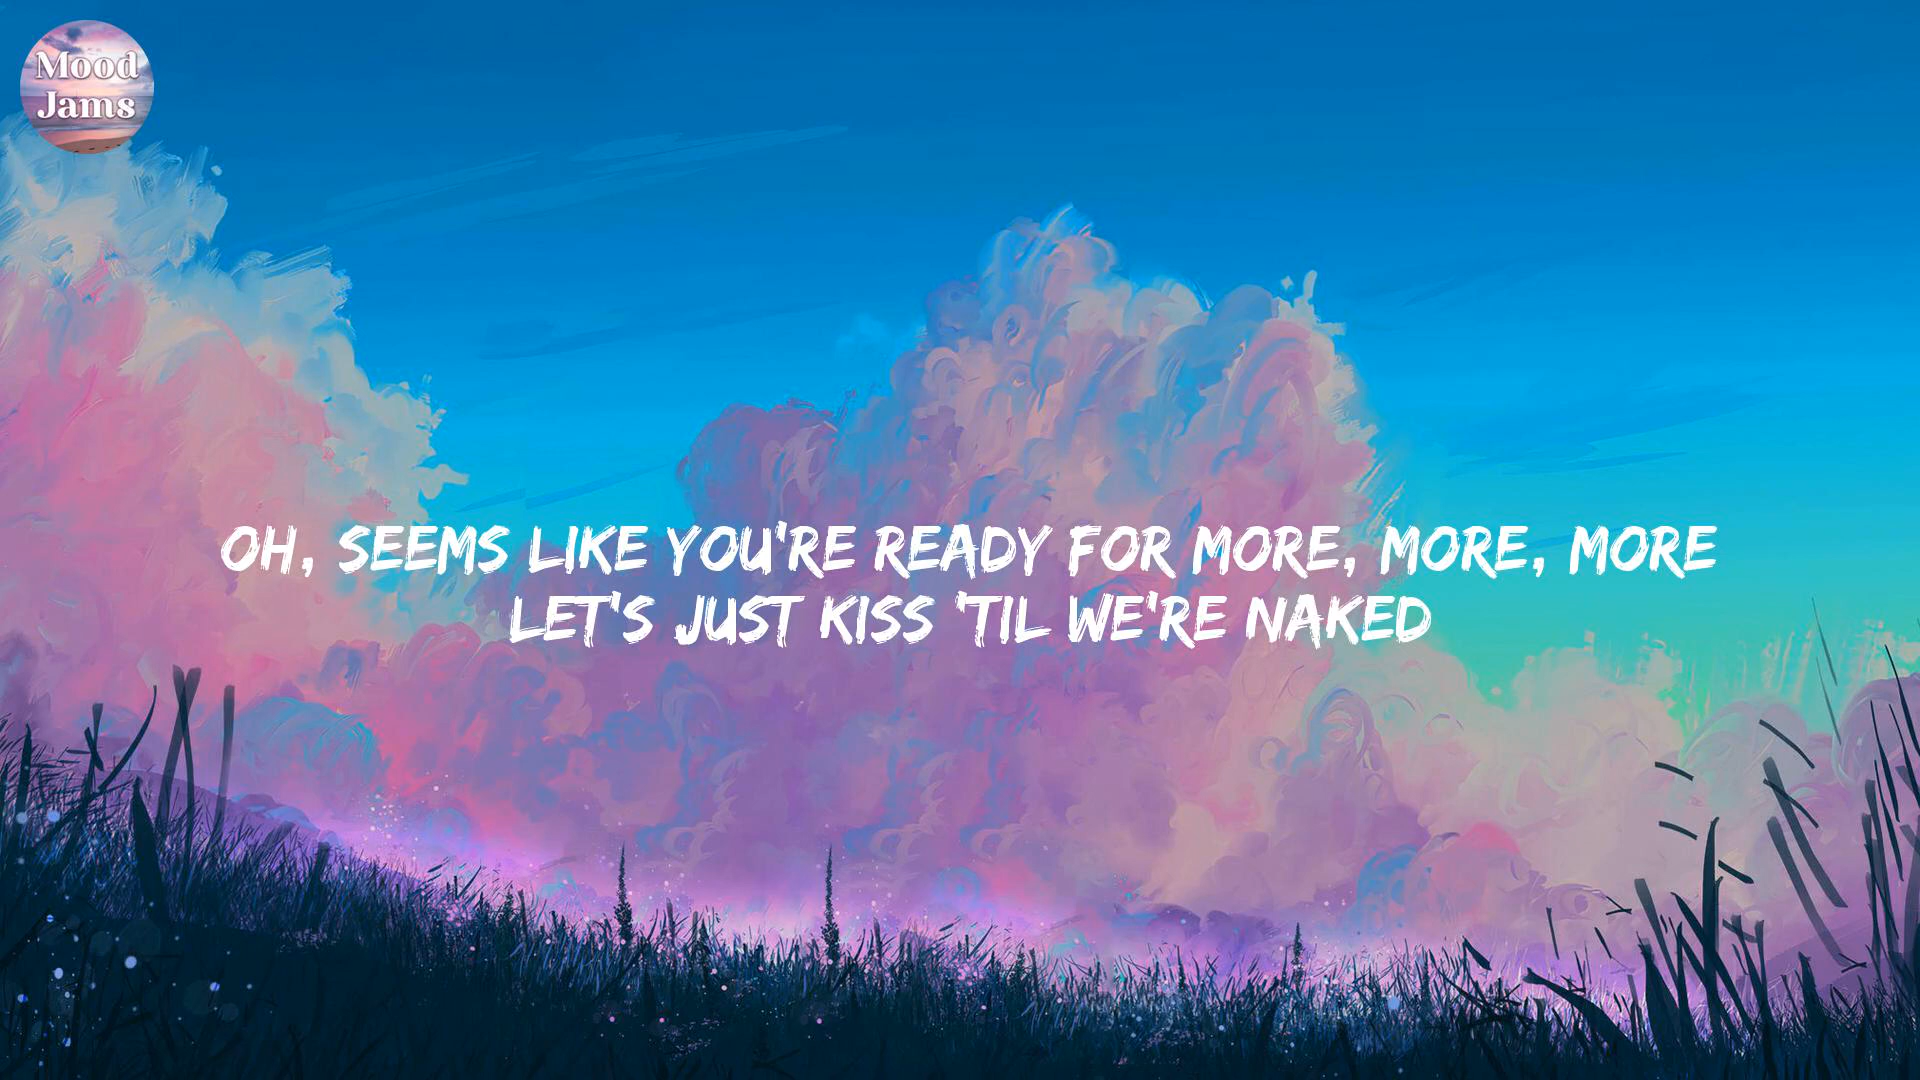 Mood
Jams
OH, SEEMS LIKE YOU'RE READY FOR MORE, MORE, MORE
LET'S JUST KISS 'TIL WE'RE NAKED